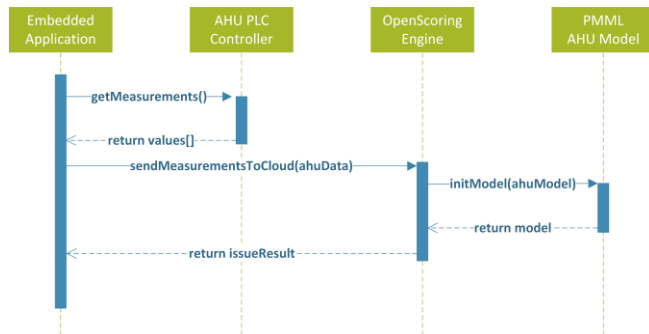 Embedded
Application
AHU PLC
Controller
OpenScoring
Engine
PMML
AHU Model
getMeasurements()
return values[]
sendMeasurementsToCloud(ahuData)
initModel(ahuModel)
return model
return issueResult